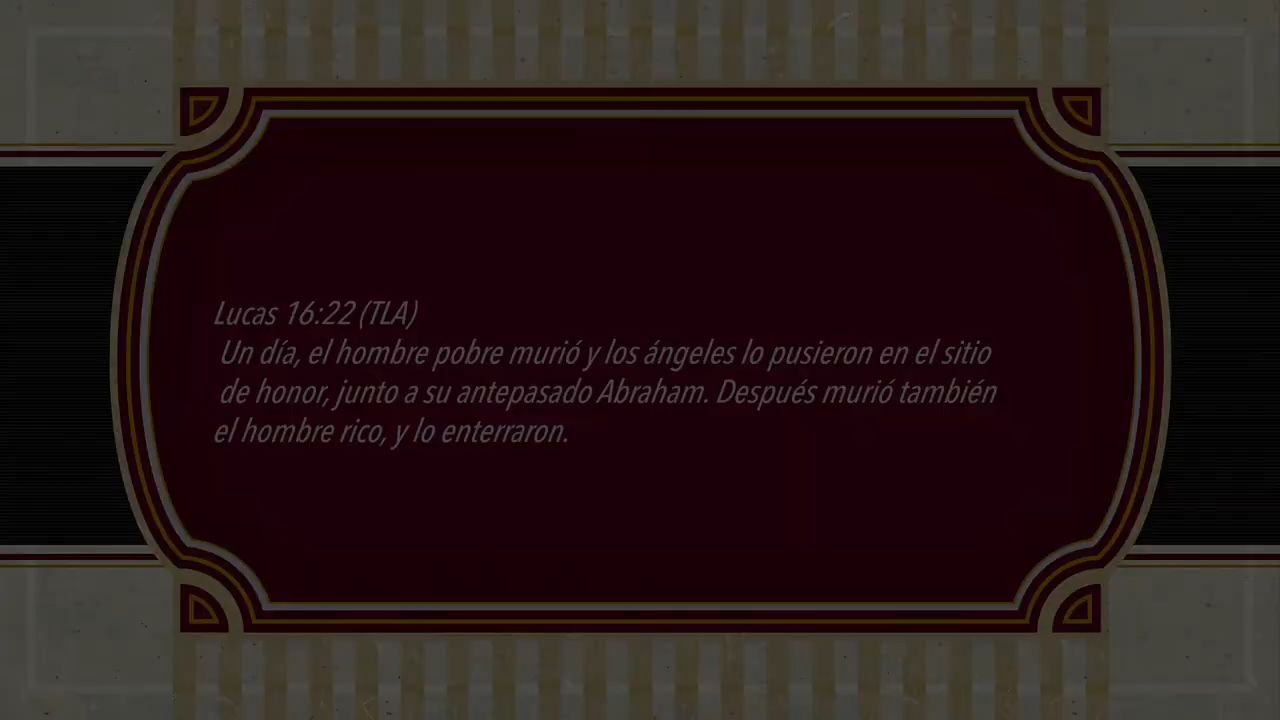 Lucas 16:22 (TLA)
Un día, el hombre pobre murió y los ángeles lo pusieron en el sitio
de honor, junto a su antepasado Abraham. Después murió también
el hombre rico, y lo enterraron.